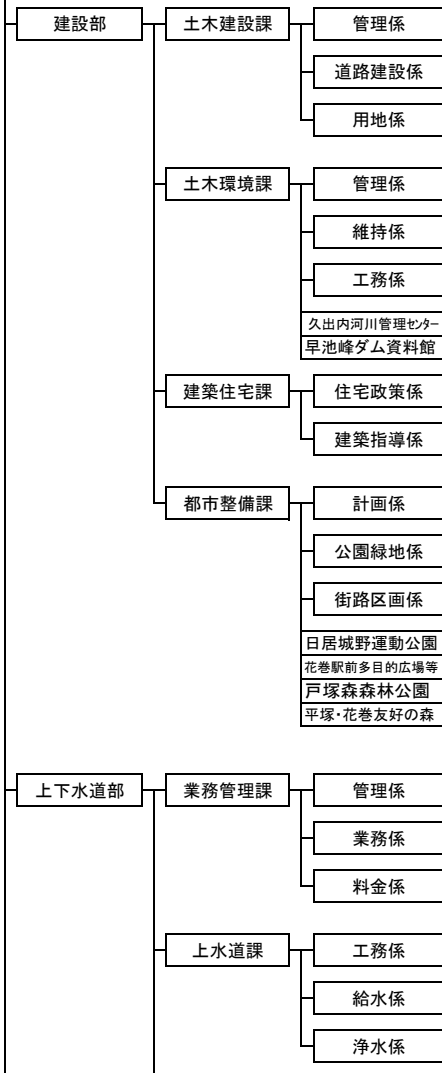 建設部
土木建設課
管理係
道路建設係
用地係
土木環境課
管理係
維持係
工務係
久出内河川管理センター
早池峰ダム資料館
建築住宅課
住宅政策係
建築指導係
都市整備課
計画係
公園緑地係
街路区画係
日居城野運動公園
花巻駅前多目的広場等
戸塚森森林公園
平塚・花巻友好の森
上下水道部
業務管理課
管理係
業務係
料金係
上水道課
工務係
給水係
浄水係